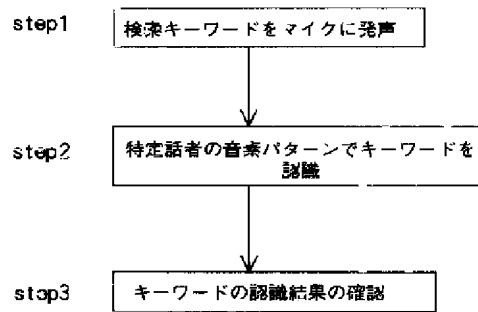 step1
検索キーワードをマイクに発声
step2
特定話者の音素パターンでキーワードを
認識
step3
キーワードの認識結果の確認